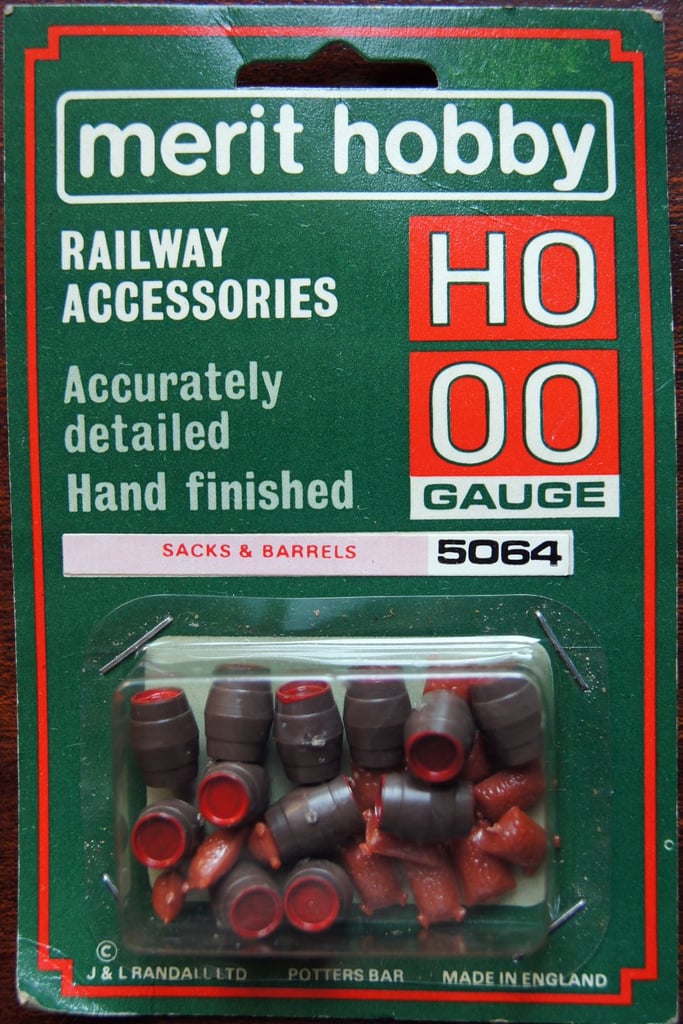 merit hobby
RAILWAY
ACCESSORIES
HO
Accurately
detailed
Hand finished
OO
GAUGE
SACKS & BARRELS 5064
©
J & L RANDALL LTD POTTERS BAR MADE IN ENGLAND